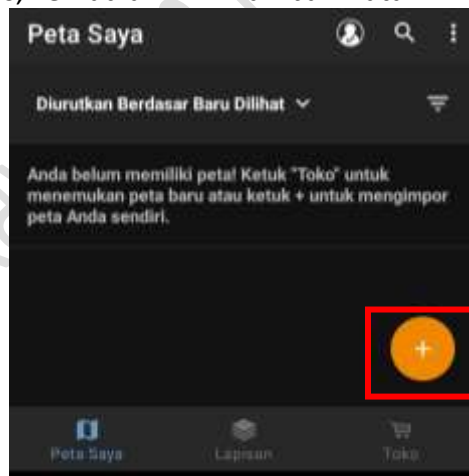 Peta Saya
Diurutkan Berdasar Baru Dilihat
Anda belum memiliki peta! Ketuk "Toko" untuk
menemukan peta baru atau ketuk + untuk mengimpor
peta Anda sendiri.
+
Peta Saya
Lapisan
Toko